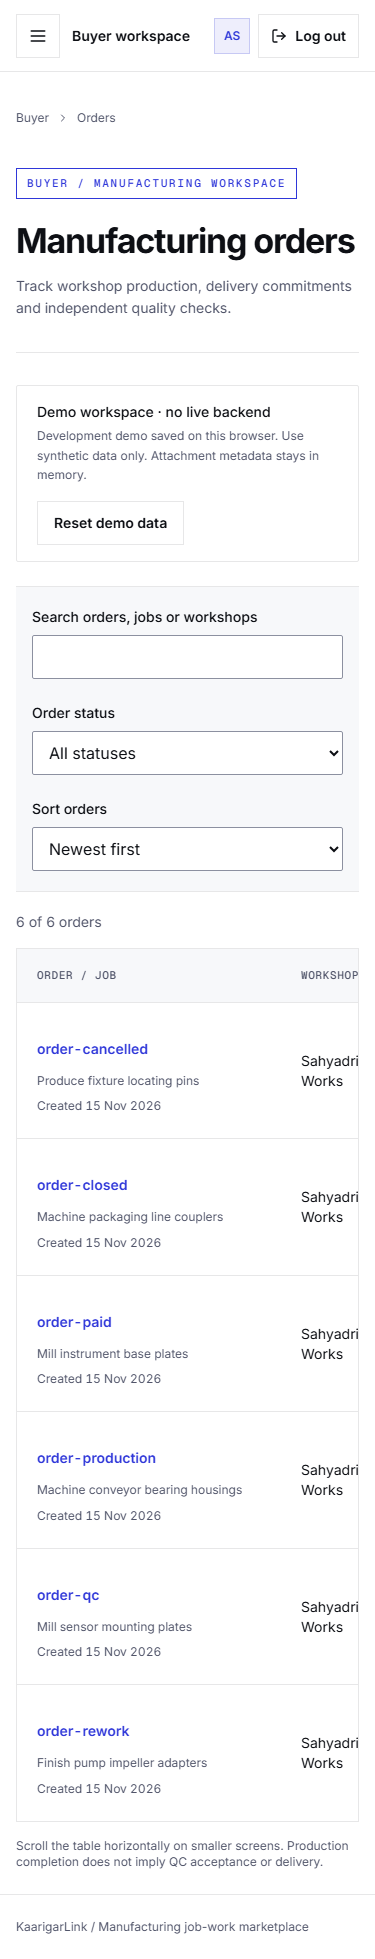 Buyer workspace
AS
Log out
Buyer > Orders
BUYER / MANUFACTURING WORKSPACE
Manufacturing orders
Track workshop production, delivery commitments
and independent quality checks.
Demo workspace · no live backend
Development demo saved on this browser. Use
synthetic data only. Attachment metadata stays in
memory.
Reset demo data
Search orders, jobs or workshops
Order status
All statuses
Sort orders
Newest first
6 of 6 orders
ORDER / JOB
WORKSHOP
order-cancelled
Produce fixture locating pins
Created 15 Nov 2026
Sahyadri
Works
order-closed
Machine packaging line couplers
Created 15 Nov 2026
Sahyadri
Works
order-paid
Mill instrument base plates
Created 15 Nov 2026
Sahyadri
Works
order-production
Machine conveyor bearing housings
Created 15 Nov 2026
Sahyadri
Works
order-qc
Mill sensor mounting plates
Created 15 Nov 2026
Sahyadri
Works
order-rework
Finish pump impeller adapters
Created 15 Nov 2026
Sahyadri
Works
Scroll the table horizontally on smaller screens. Production
completion does not imply QC acceptance or delivery.
KaarigarLink / Manufacturing job-work marketplace